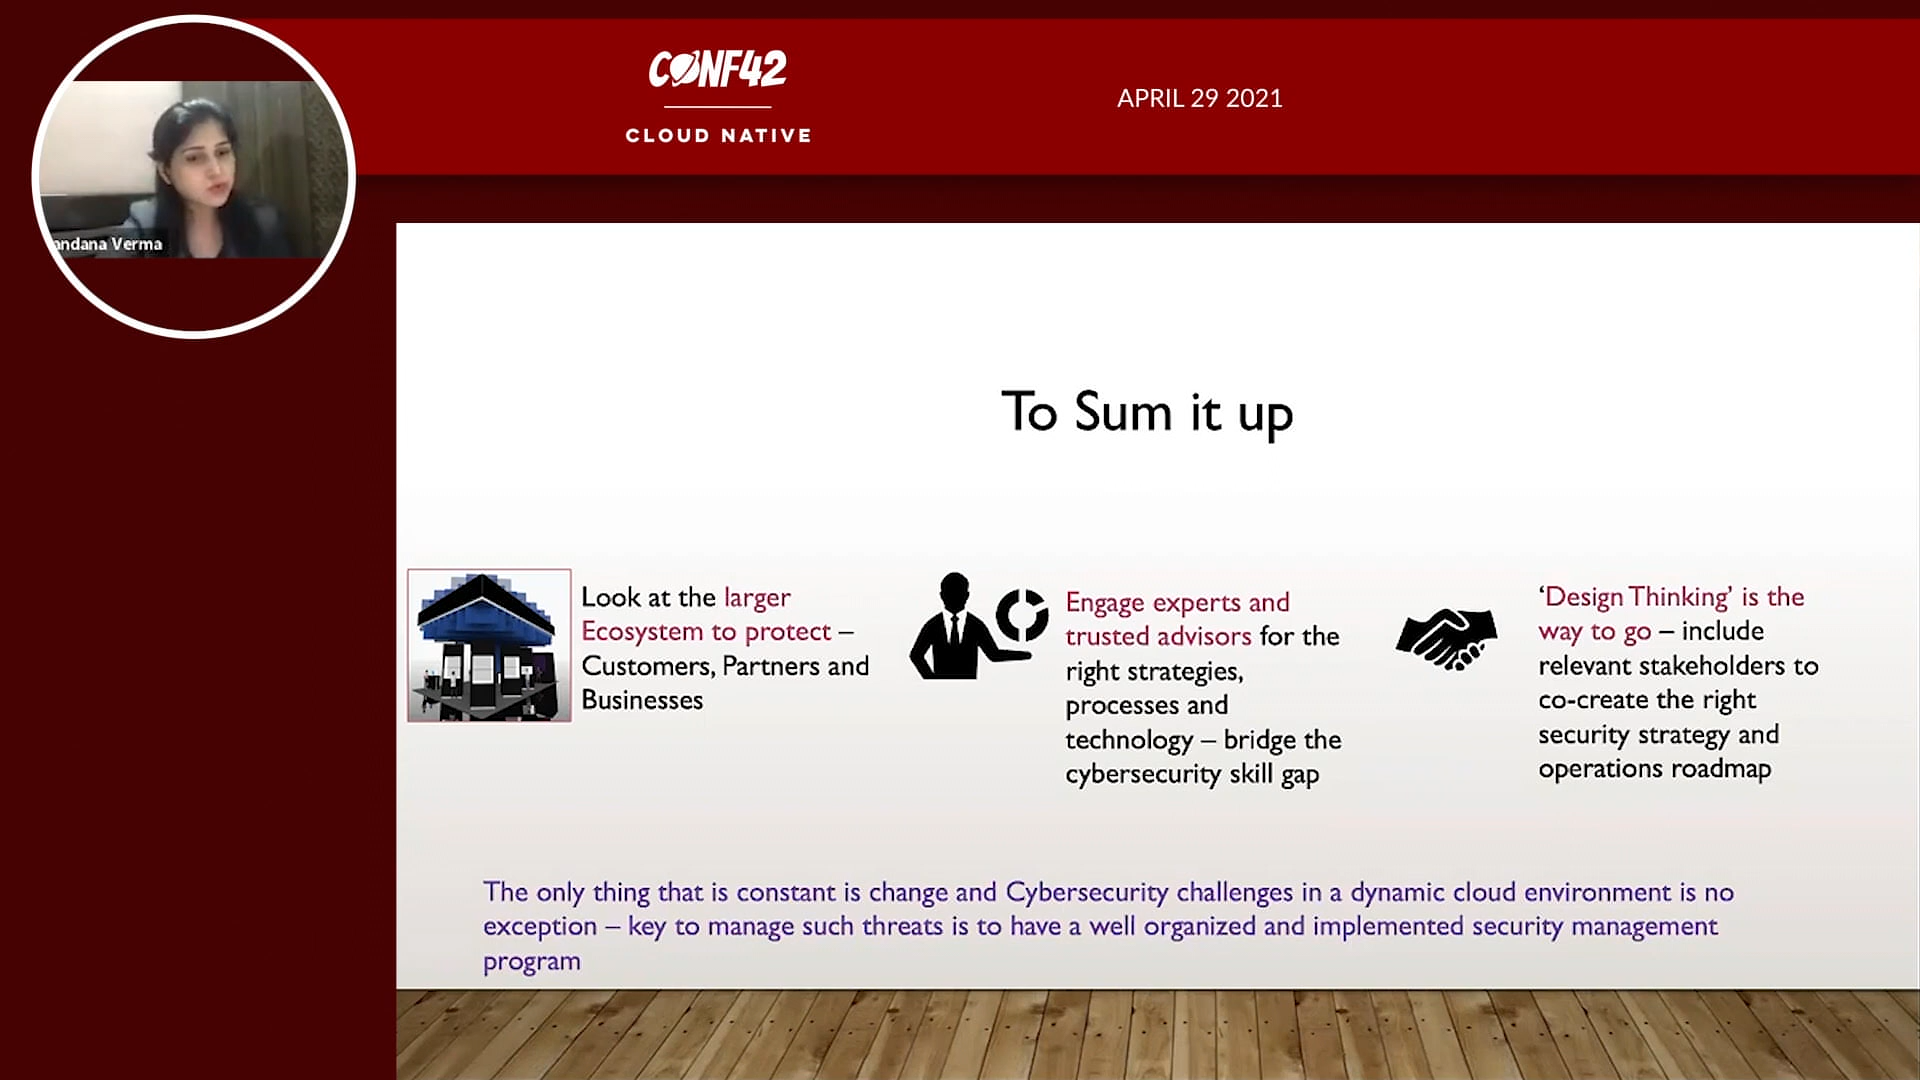 CONF42
CLOUD NATIVE
APRIL 29 2021
andana Verma
To Sum it up
Look at the larger
Ecosystem to protect –
Customers, Partners and
Businesses
Engage experts and
trusted advisors for the
right strategies,
processes and
technology – bridge the
cybersecurity skill gap
‘Design Thinking’ is the
way to go – include
relevant stakeholders to
co-create the right
security strategy and
operations roadmap
The only thing that is constant is change and Cybersecurity challenges in a dynamic cloud environment is no
exception – key to manage such threats is to have a well organized and implemented security management
program